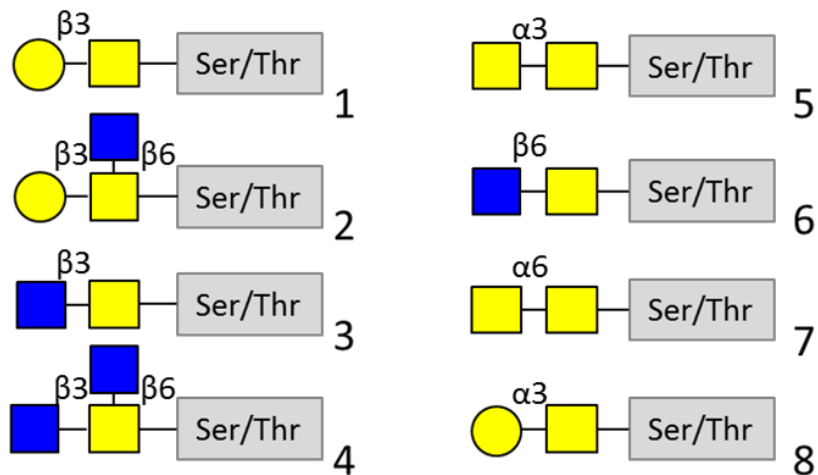 β3
Ser/Thr
1
β3 β6
Ser/Thr
2
β3
Ser/Thr
3
β3 β6
Ser/Thr
4
α3
Ser/Thr
5
β6
Ser/Thr
6
α6
Ser/Thr
7
α3
Ser/Thr
8